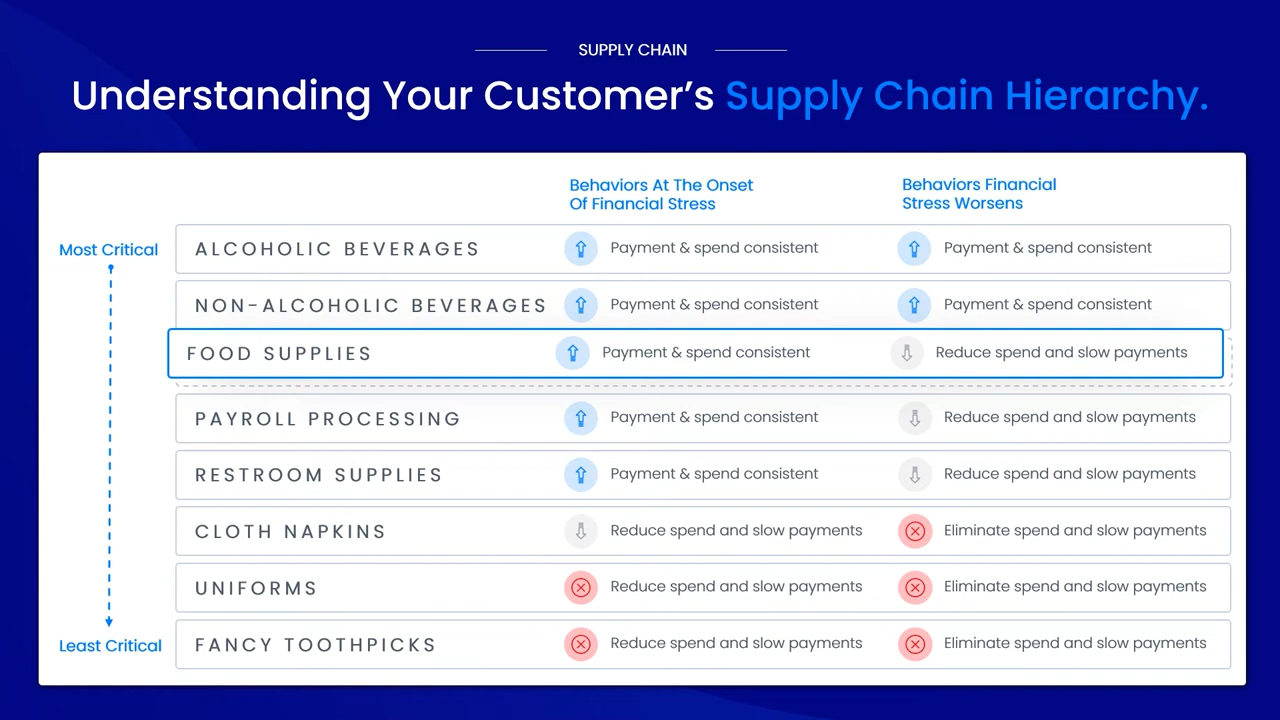 SUPPLY CHAIN
Understanding Your Customer’s Supply Chain Hierarchy.
Behaviors At The Onset
Of Financial Stress
Behaviors Financial
Stress Worsens
Most Critical
ALCOHOLIC BEVERAGES Payment & spend consistent Payment & spend consistent
NON-ALCOHOLIC BEVERAGES Payment & spend consistent Payment & spend consistent
FOOD SUPPLIES Payment & spend consistent Reduce spend and slow payments
PAYROLL PROCESSING Payment & spend consistent Reduce spend and slow payments
RESTROOM SUPPLIES Payment & spend consistent Reduce spend and slow payments
CLOTH NAPKINS Reduce spend and slow payments Eliminate spend and slow payments
UNIFORMS Reduce spend and slow payments Eliminate spend and slow payments
Least Critical
FANCY TOOTHPICKS Reduce spend and slow payments Eliminate spend and slow payments